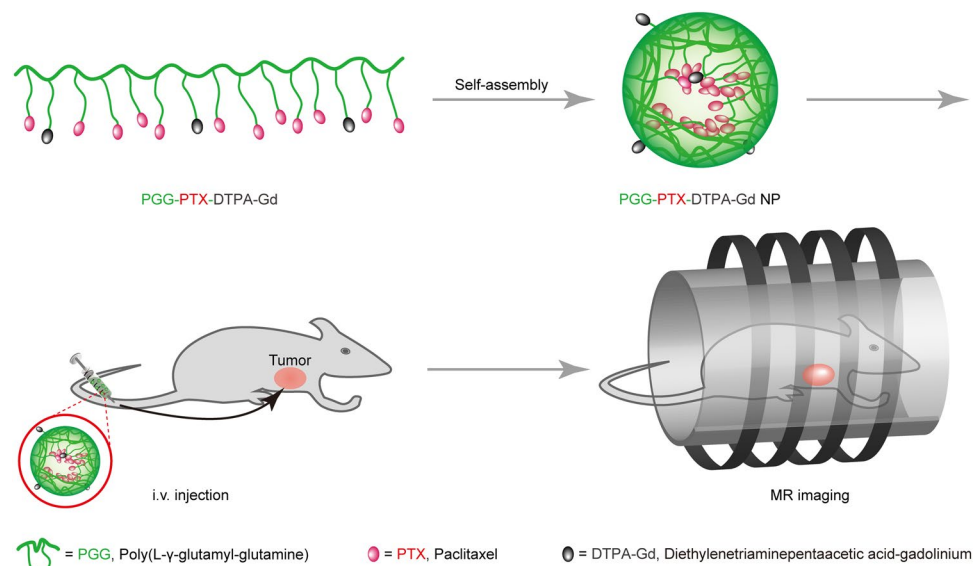 Self-assembly
PGG-PTX-DTPA-Gd
PGG-PTX-DTPA-Gd NP
Tumor
i.v. injection
MR imaging
= PGG, Poly(L-γ-glutamyl-glutamine)
= PTX, Paclitaxel
= DTPA-Gd, Diethylenetriaminepentaacetic acid-gadolinium